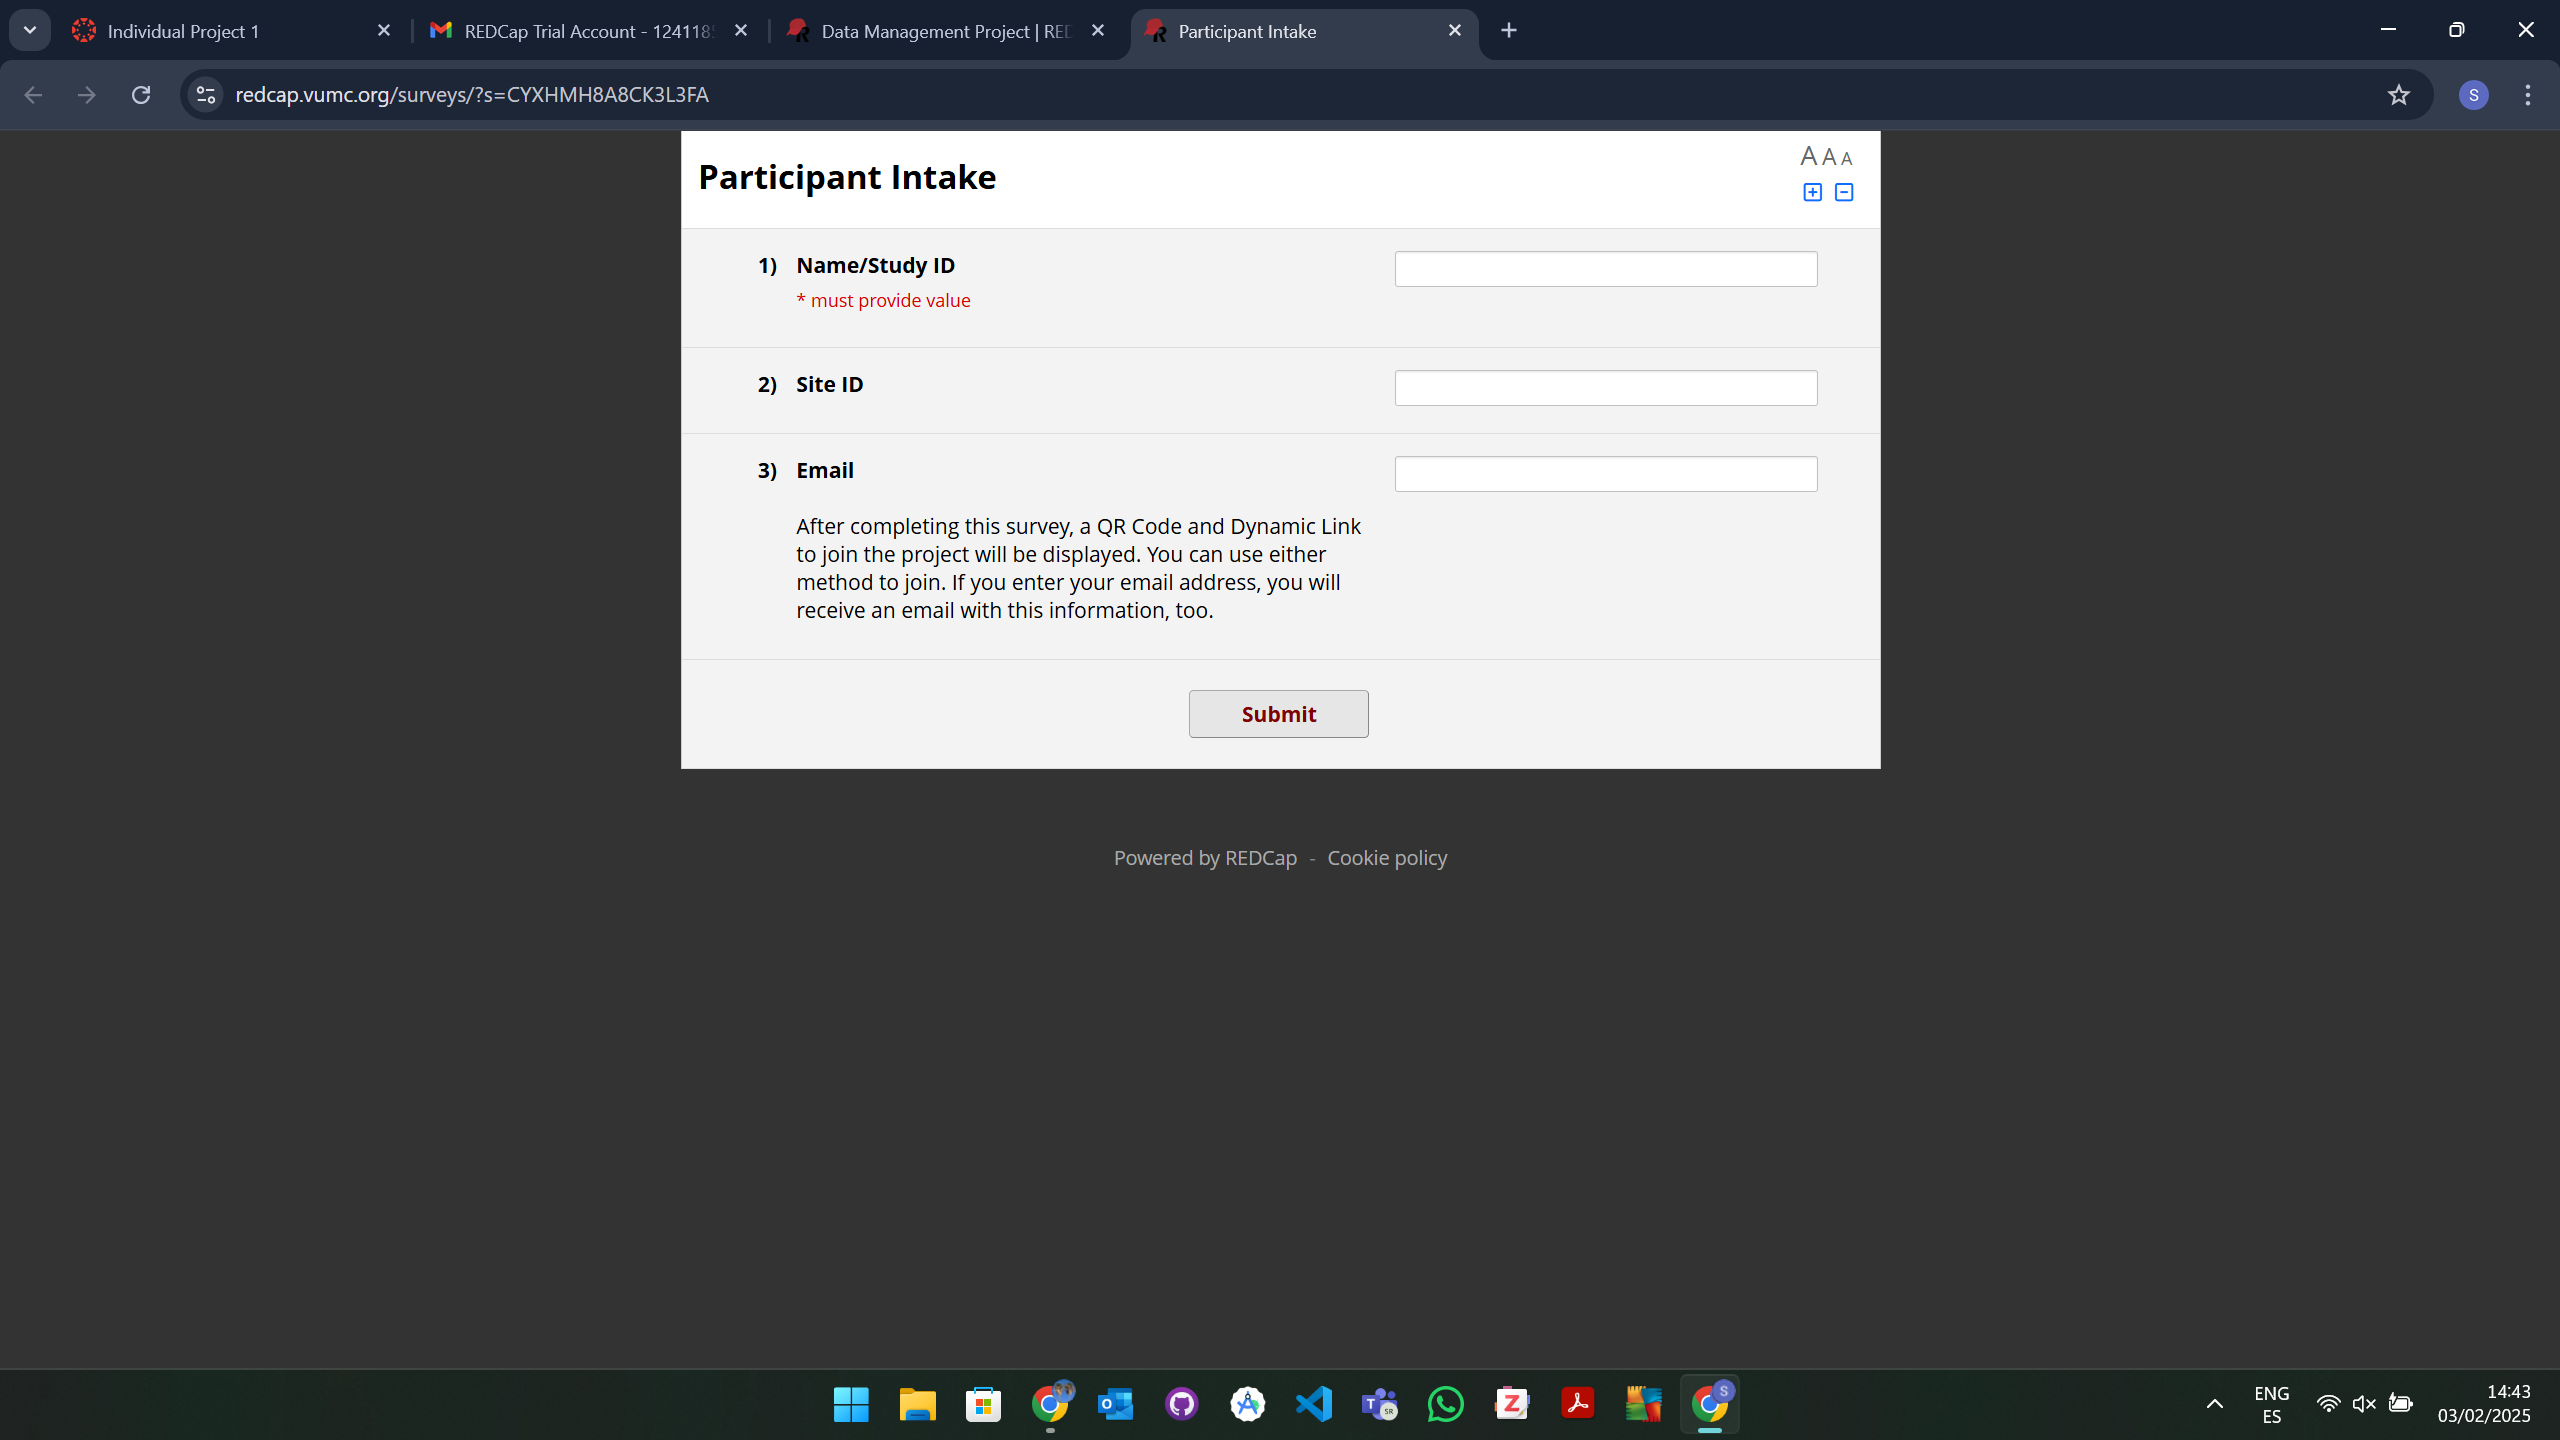 Individual Project 1
REDCap Trial Account - 124118
Data Management Project | RED
Participant Intake
redcap.vumc.org/surveys/?s=CYXHMH8A8CK3L3FA
S
Participant Intake
A A A
1) Name/Study ID
* must provide value
2) Site ID
3) Email
After completing this survey, a QR Code and Dynamic Link
to join the project will be displayed. You can use either
method to join. If you enter your email address, you will
receive an email with this information, too.
Submit
Powered by REDCap - Cookie policy
ENG
ES
14:43
03/02/2025